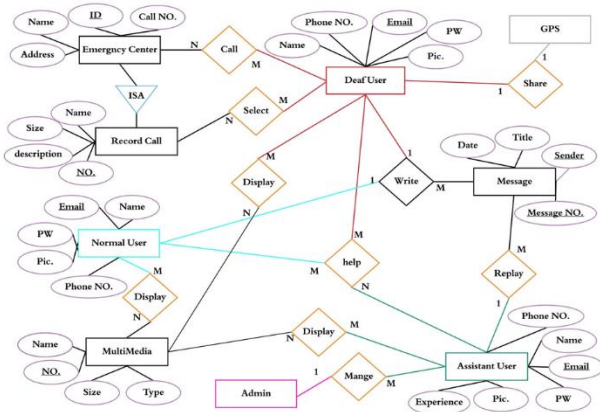 Name
ID
Call NO.
Address
Emergncy Center
N
Call
M
Phone NO.
Email
Name
PW
Pic.
Deaf User
GPS
1
Share
1
ISA
Name
Size
description
NO.
Record Call
Select
M
N
M
Display
N
1
Write
1
M
Date
Title
Sender
Message
Message NO.
M
Replay
1
Email
Name
PW
Pic.
Normal User
Phone NO.
M
Display
N
M
help
M
N
Name
NO.
MultiMedia
Size
Type
N
Display
M
Admin
1
Mange
M
Assistant User
Phone NO.
Name
Email
PW
Pic.
Experience